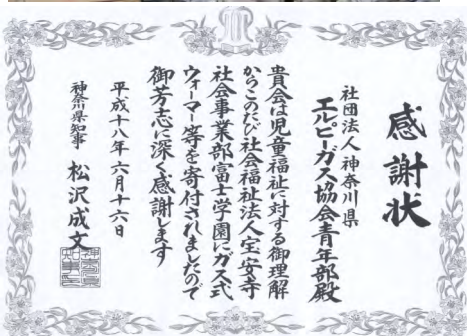 感謝状
社団法人神奈川県
エルピーガス協会青年部殿
貴会は児童福祉に対する御理解
からこのたび社会福祉法人宝安寺
社会事業部富士学園にガス式
ウォーマー等を寄付されましたので
御芳志に深く感謝します
平成十八年六月十六日
神奈川県知事 松沢成文